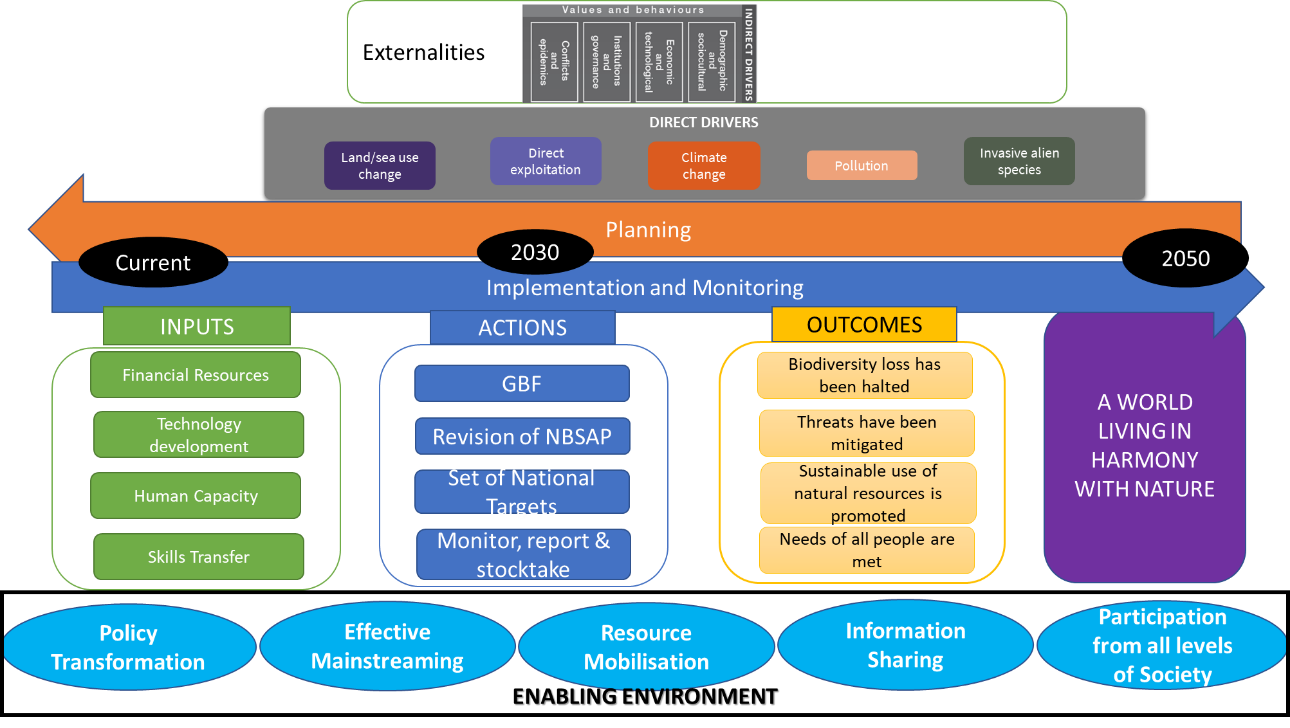 Externalities
Values and behaviours
INDIRECT DRIVERS
Conflicts
and
epidemics
Institutions
and
governance
Economic
and
technological
Demographic
and
sociocultural
DIRECT DRIVERS
Land/sea use
change
Direct
exploitation
Climate
change
Pollution
Invasive alien
species
Planning
Current
2030
2050
Implementation and Monitoring
INPUTS
Financial Resources
Technology
development
Human Capacity
Skills Transfer
ACTIONS
GBF
Revision of NBSAP
Set of National
Targets
Monitor, report &
stocktake
OUTCOMES
Biodiversity loss has
been halted
Threats have been
mitigated
Sustainable use of
natural resources is
promoted
Needs of all people are
met
A WORLD
LIVING IN
HARMONY
WITH NATURE
Policy
Transformation
Effective
Mainstreaming
Resource
Mobilisation
Information
Sharing
Participation
from all levels
of Society
ENABLING ENVIRONMENT